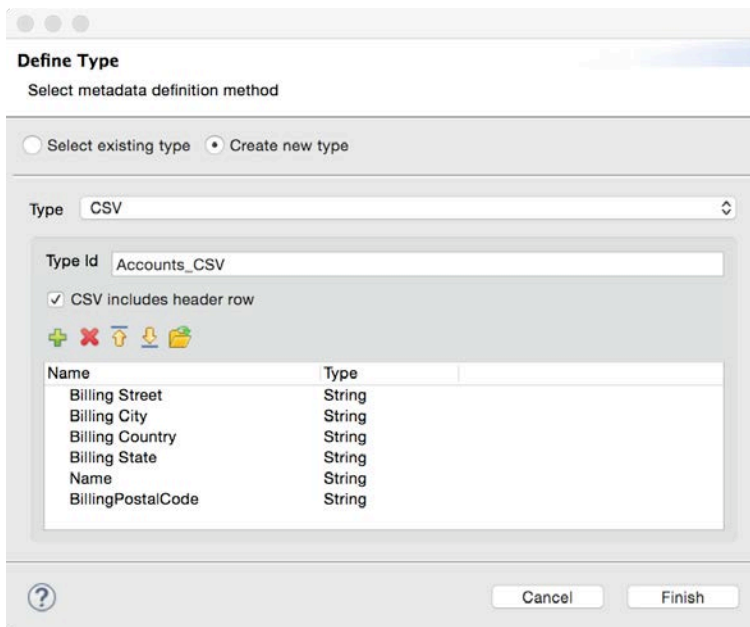 Define Type
Select metadata definition method
Select existing type Create new type
Type CSV
Type Id Accounts_CSV
CSV includes header row
Name Type
Billing Street String
Billing City String
Billing Country String
Billing State String
Name String
BillingPostalCode String
? Cancel Finish